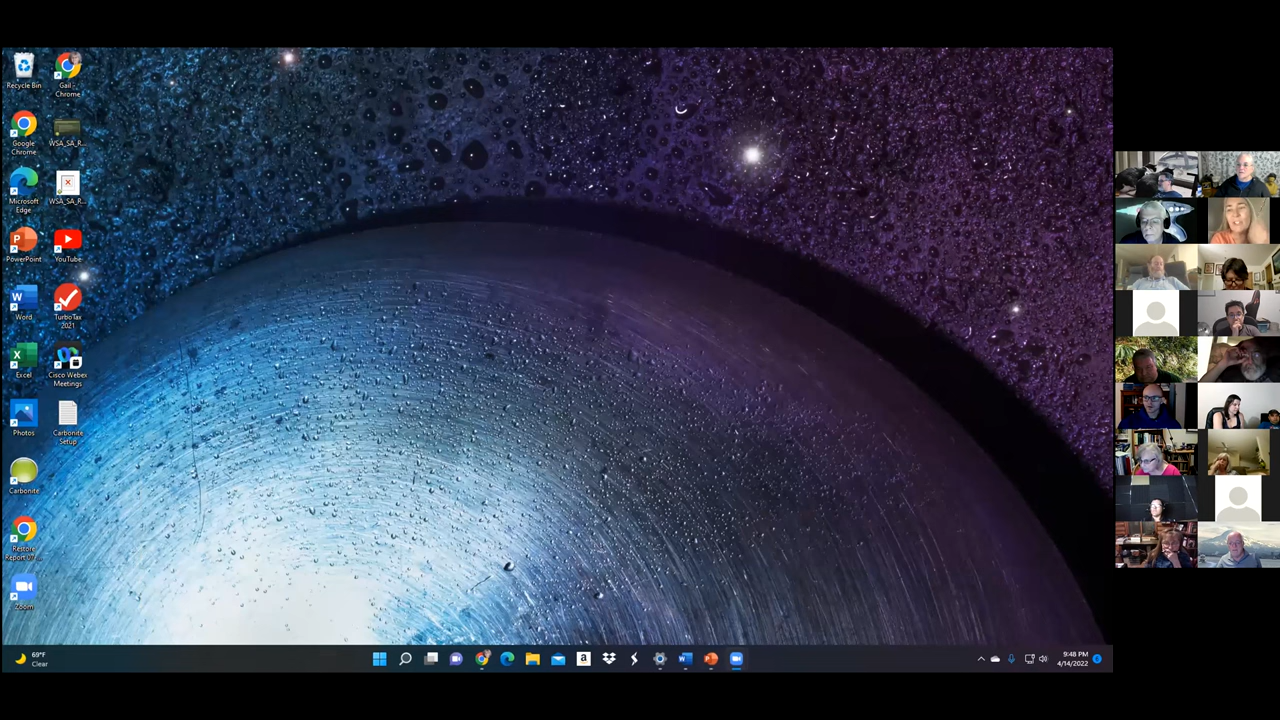 Recycle Bin
Gail -
Chrome
Google
Chrome
WSA_SA_R...
Microsoft
Edge
WSA_SA_R...
PowerPoint
YouTube
Word
TurboTax
2021
Excel
Cisco Webex
Meetings
Photos
Carbonite
Setup
Carbonite
Restore
Zoom
69°F
Clear
9:48 PM
4/14/2022